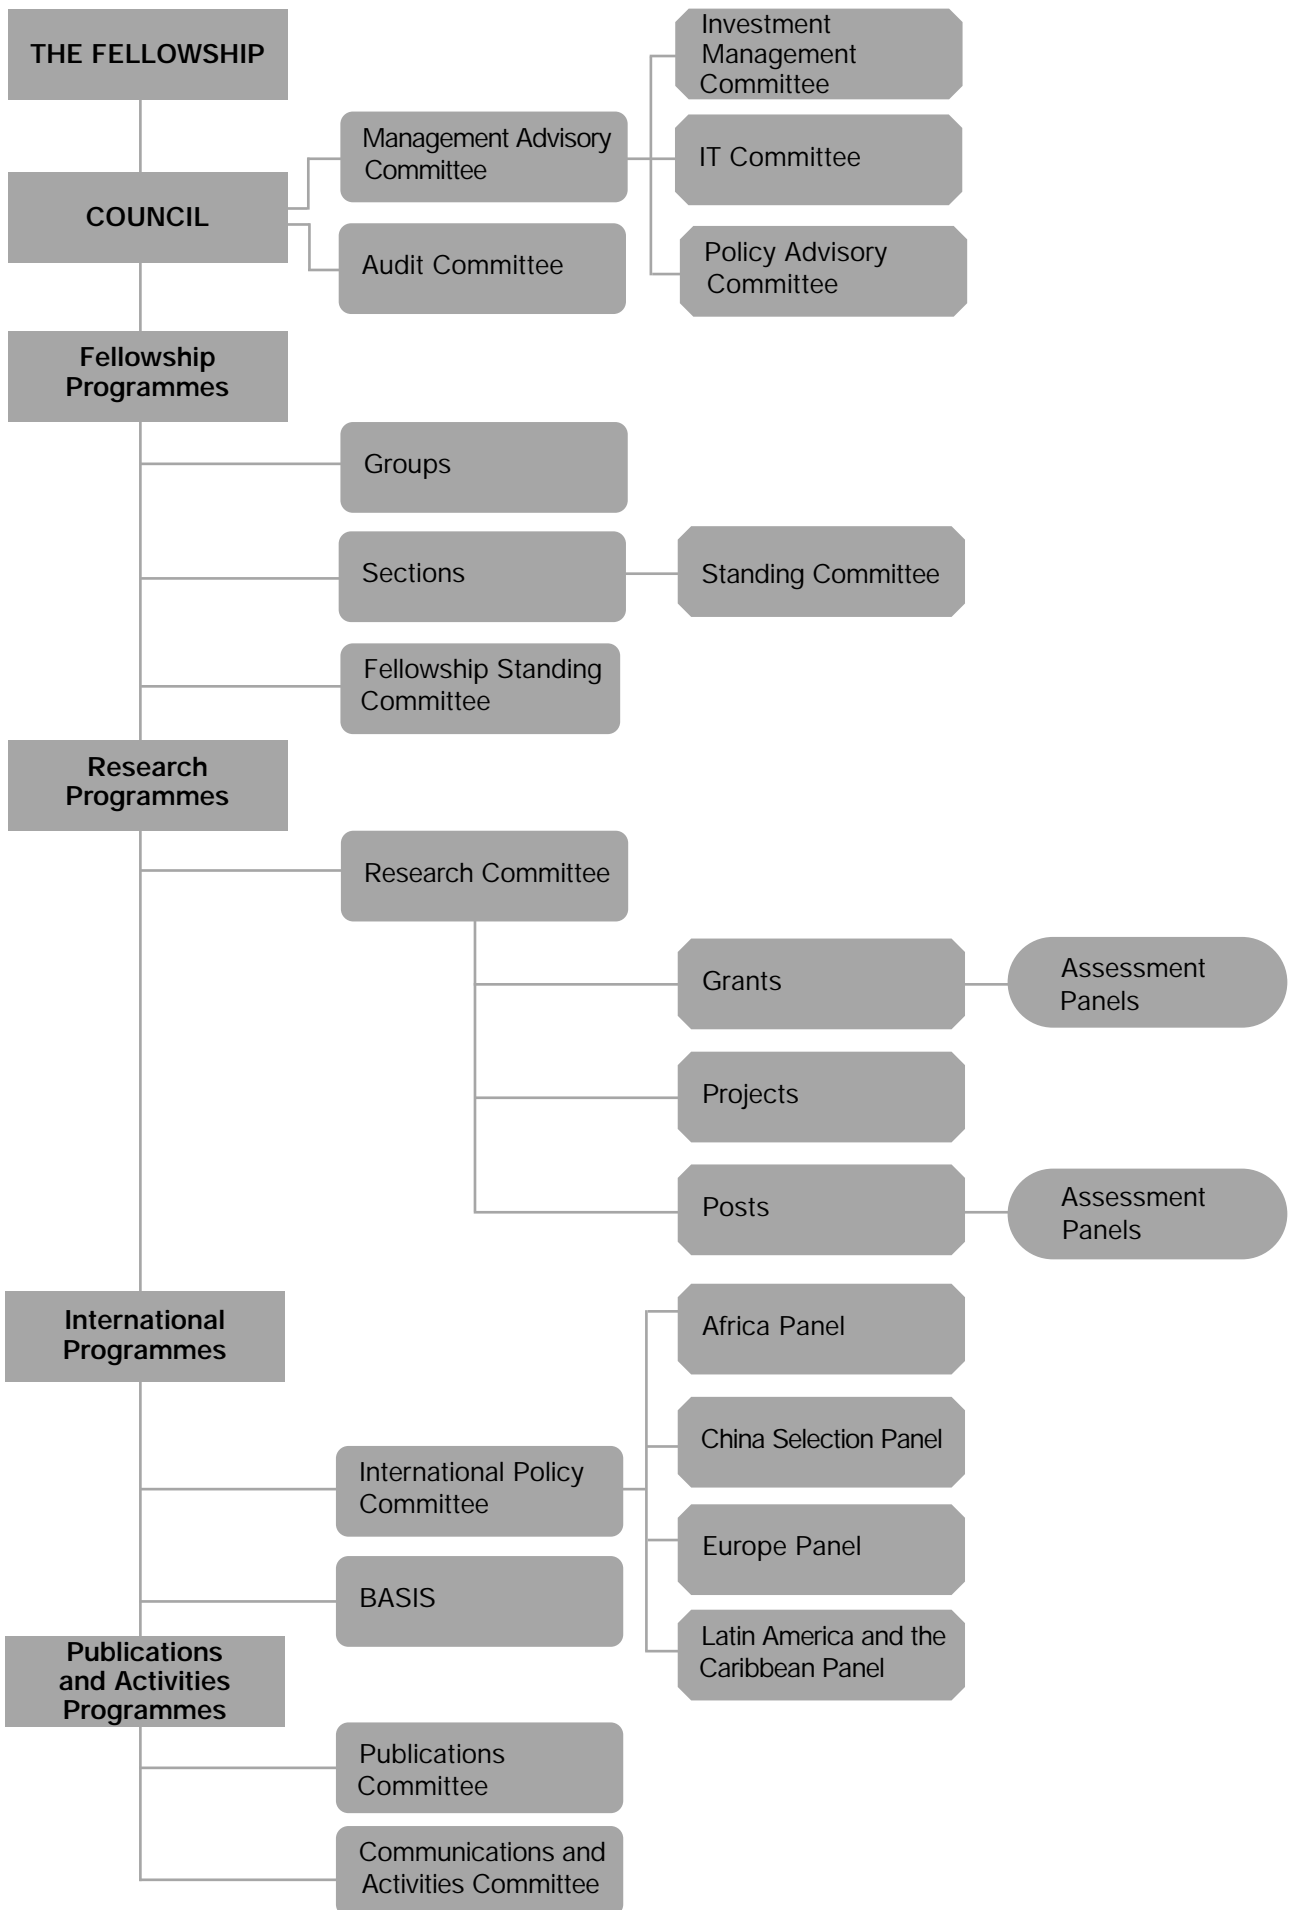 THE FELLOWSHIP
Investment
Management
Committee
Management Advisory
Committee
IT Committee
COUNCIL
Audit Committee
Policy Advisory
Committee
Fellowship
Programmes
Groups
Sections
Standing Committee
Fellowship Standing
Committee
Research
Programmes
Research Committee
Grants
Assessment
Panels
Projects
Posts
Assessment
Panels
International
Programmes
Africa Panel
China Selection Panel
International Policy
Committee
Europe Panel
BASIS
Latin America and the
Caribbean Panel
Publications
and Activities
Programmes
Publications
Committee
Communications and
Activities Committee